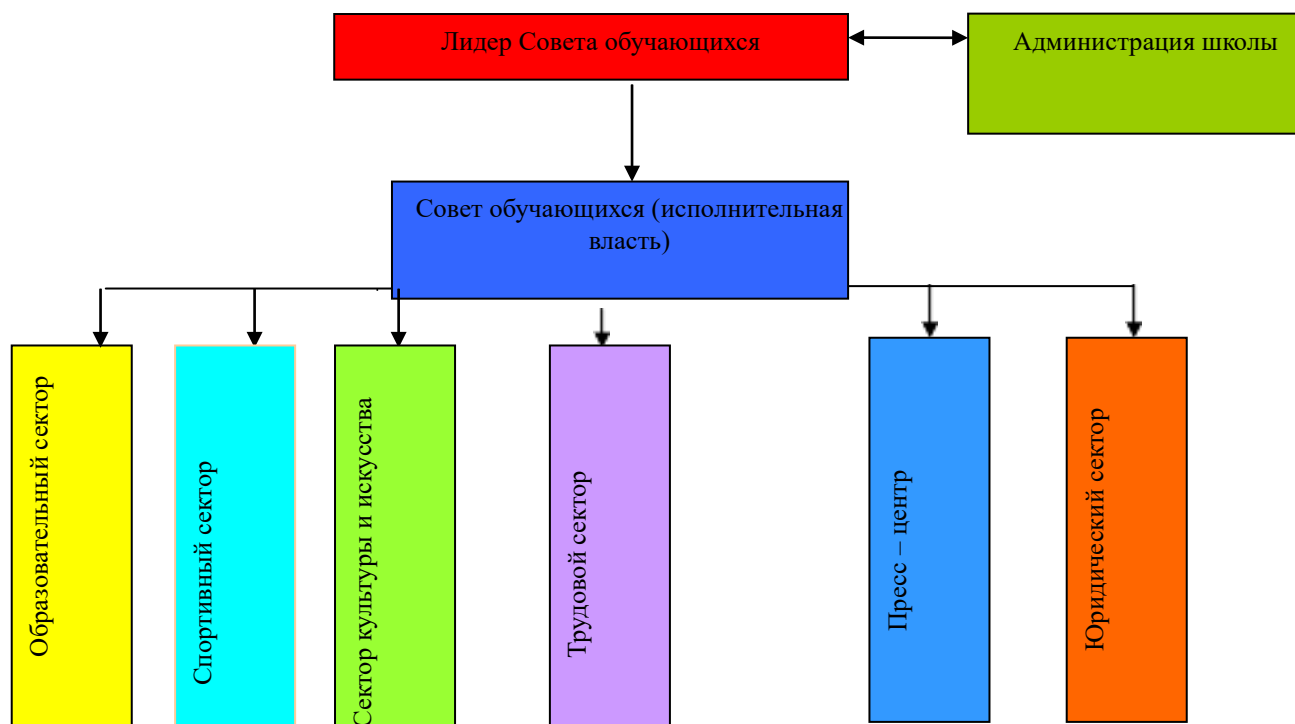 Лидер Совета обучающихся
Администрация школы
Совет обучающихся (исполнительная
власть)
Образовательный сектор
Спортивный сектор
Сектор культуры и искусства
Трудовой сектор
Пресс – центр
Юридический сектор